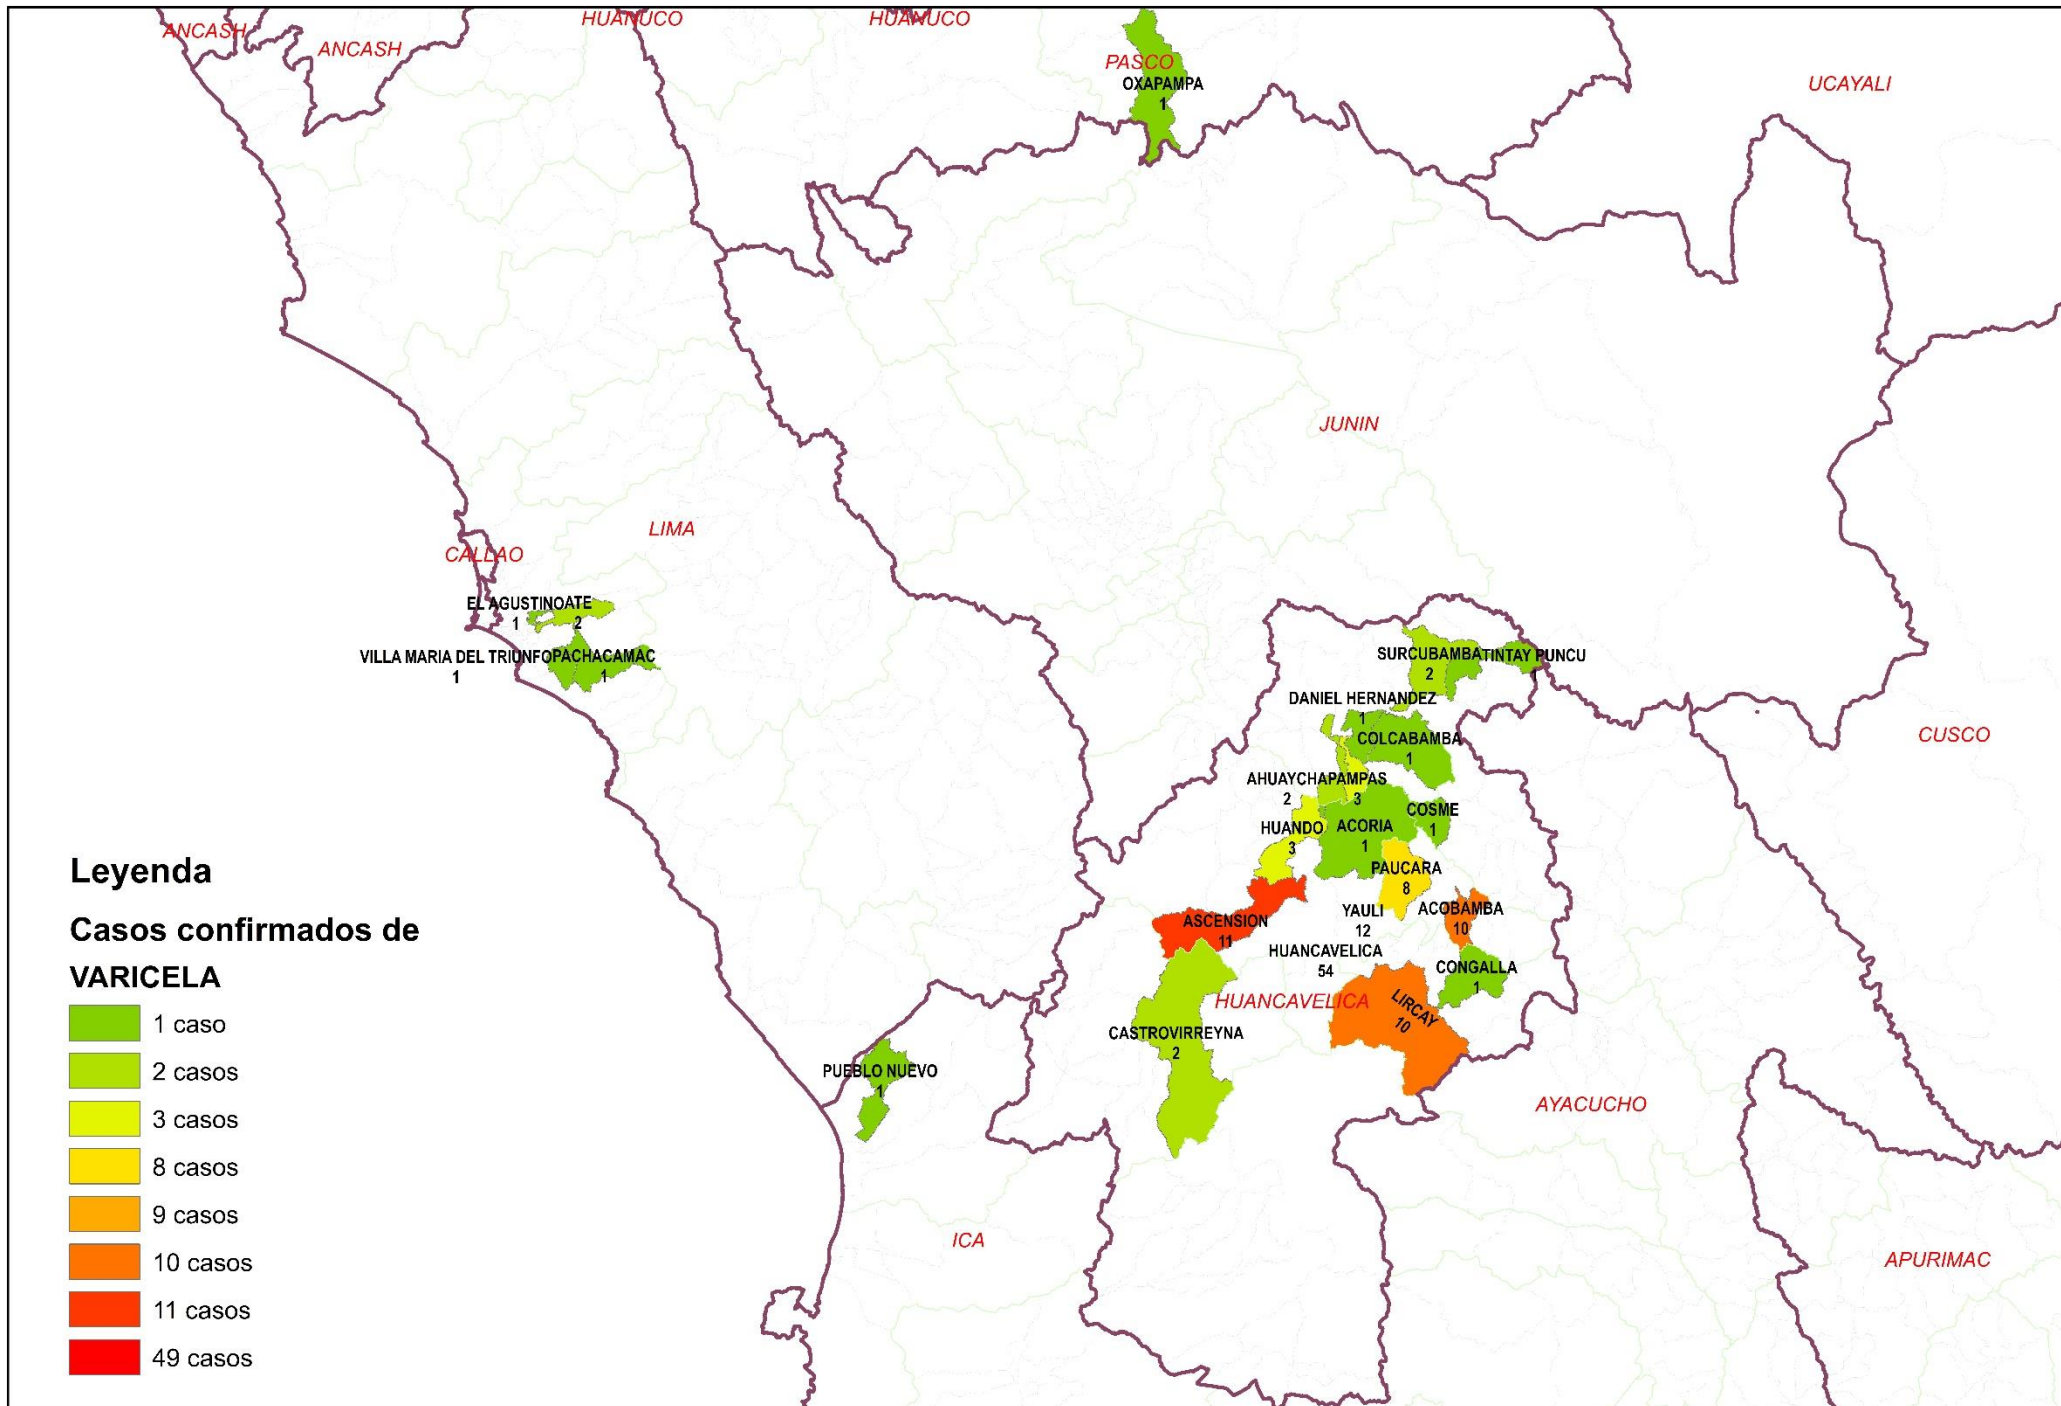 ANCASH
ANCASH
HUANUCO
HUANUCO
PASCO
OXAPAMPA
1
UCAYALI
JUNIN
LIMA
CALLAO
EL AGUSTINO
1
ATE
2
VILLA MARIA DEL TRIUNFO
1
PACHACAMAC
1
SURCUBAMBA
2
TINTAY PUNCU
1
DANIEL HERNANDEZ
1
COLCABAMBA
1
CUSCO
AHUAYCHA
2
PAMPAS
3
COSME
1
HUANDO
3
ACORIA
1
PAUCARA
8
YAULI
12
ACOBAMBA
10
ASCENSION
11
HUANCAVELICA
54
CONGALLA
1
HUANCAVELICA
LIRCAY
10
CASTROVIRREYNA
2
PUEBLO NUEVO
1
AYACUCHO
ICA
APURIMAC
Leyenda
Casos confirmados de
VARICELA
1 caso
2 casos
3 casos
8 casos
9 casos
10 casos
11 casos
49 casos